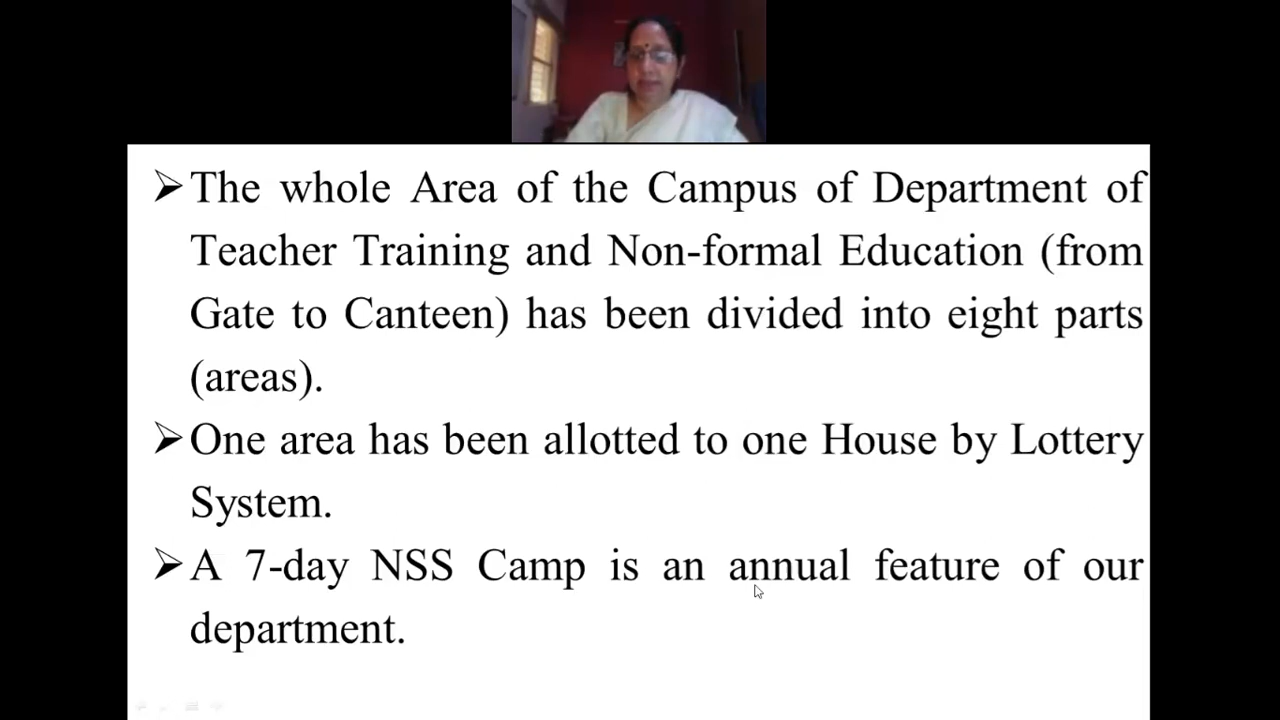 ➢The whole Area of the Campus of Department of
Teacher Training and Non-formal Education (from
Gate to Canteen) has been divided into eight parts
(areas).
➢One area has been allotted to one House by Lottery
System.
➢A 7-day NSS Camp is an annual feature of our
department.